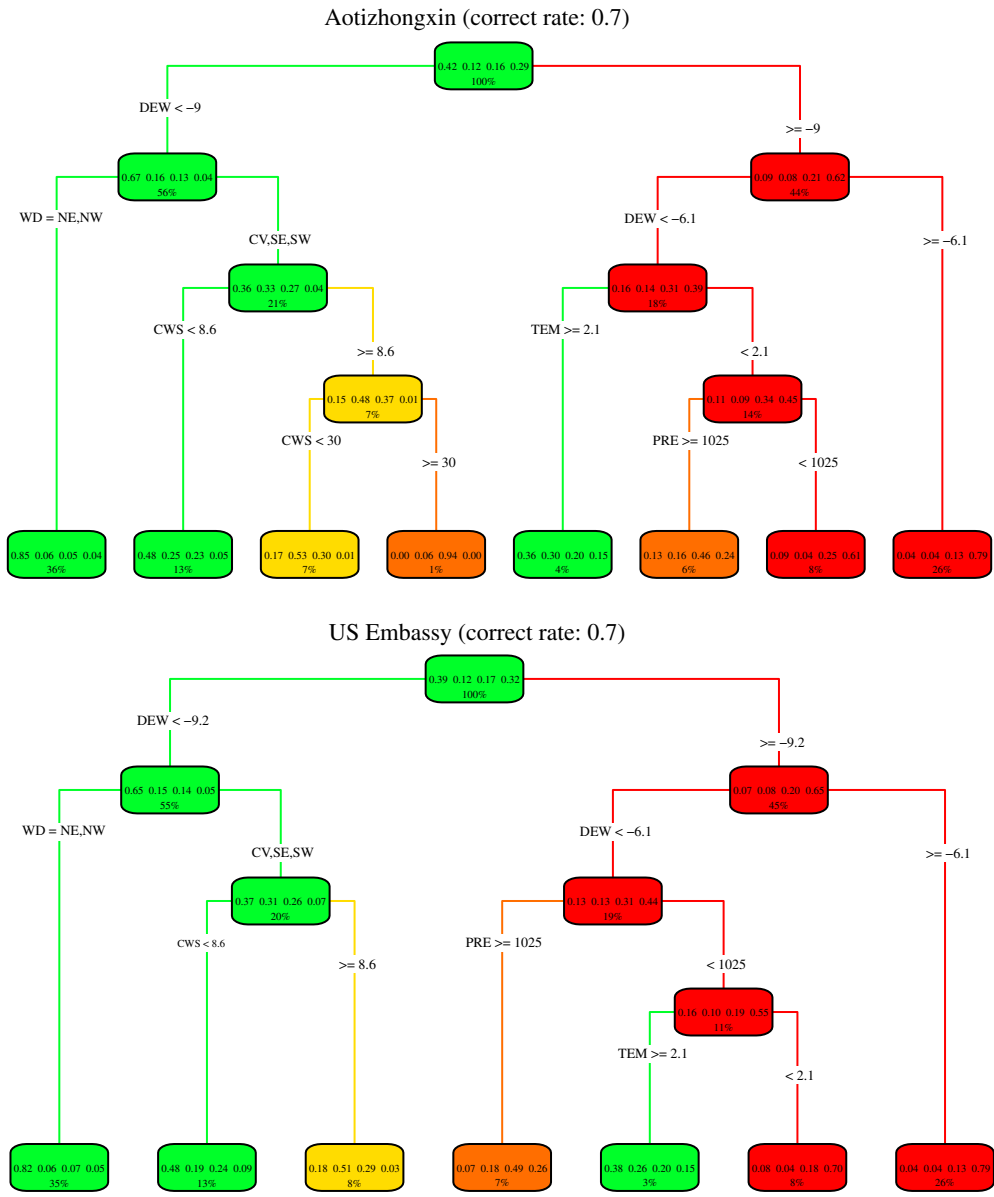 Aotizhongxin (correct rate: 0.7)
0.42 0.12 0.16 0.29
100%
DEW < −9
>= −9
0.67 0.16 0.13 0.04
56%
0.09 0.08 0.21 0.62
44%
WD = NE,NW
CV,SE,SW
DEW < −6.1
>= −6.1
0.36 0.33 0.27 0.04
21%
0.16 0.14 0.31 0.39
18%
CWS < 8.6
>= 8.6
TEM >= 2.1
< 2.1
0.15 0.48 0.37 0.01
7%
0.11 0.09 0.34 0.45
14%
CWS < 30
>= 30
PRE >= 1025
< 1025
0.85 0.06 0.05 0.04
36%
0.48 0.25 0.23 0.05
13%
0.17 0.53 0.30 0.01
7%
0.00 0.06 0.94 0.00
1%
0.36 0.30 0.20 0.15
4%
0.13 0.16 0.46 0.24
6%
0.09 0.04 0.25 0.61
8%
0.04 0.04 0.13 0.79
26%
US Embassy (correct rate: 0.7)
0.39 0.12 0.17 0.32
100%
DEW < −9.2
>= −9.2
0.65 0.15 0.14 0.05
55%
0.07 0.08 0.20 0.65
45%
WD = NE,NW
CV,SE,SW
DEW < −6.1
>= −6.1
0.37 0.31 0.26 0.07
20%
0.13 0.13 0.31 0.44
19%
CWS < 8.6
>= 8.6
PRE >= 1025
< 1025
0.16 0.10 0.19 0.55
11%
TEM >= 2.1
< 2.1
0.82 0.06 0.07 0.05
35%
0.48 0.19 0.24 0.09
13%
0.18 0.51 0.29 0.03
8%
0.07 0.18 0.49 0.26
7%
0.38 0.26 0.20 0.15
3%
0.08 0.04 0.18 0.70
8%
0.04 0.04 0.13 0.79
26%